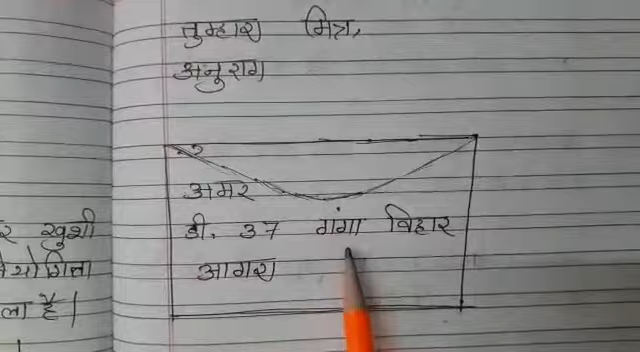 तुम्हारा मित्र,
अनुराग
अमर
डी. 37 गंगा विहार
आगरा
र खुशी
योगिता
ला है।